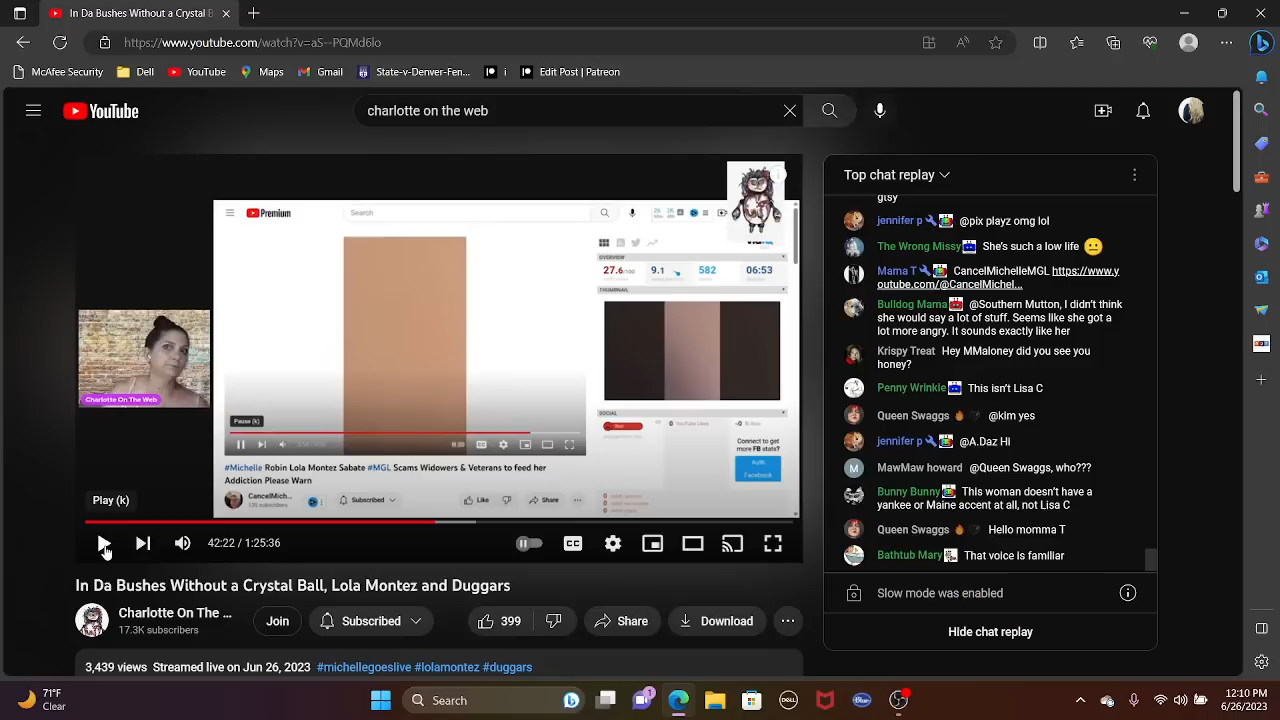 In Da Bushes Without a Crystal B
https://www.youtube.com/watch?v=aS--PQMd6lo
McAfee Security Dell YouTube Maps Gmail State-v-Denver-Fen... i Edit Post | Patreon
YouTube
charlotte on the web
Premium
Search
OVERVIEW
27.6/100 9.1 582 06:53
THUMBNAIL
Charlotte On The Web
Pause (k)
SOCIAL
0 YouTube Likes
Connect to get
more FB stats?
Auth
Facebook
#Michelle Robin Lola Montez Sabate #MGL Scams Widowers & Veterans to feed her
Addiction Please Warn
CancelMich...
Subscribed
Like
Share
Play (k)
42:22 / 1:25:36
In Da Bushes Without a Crystal Ball, Lola Montez and Duggars
Charlotte On The ...
17.3K subscribers
Join
Subscribed
399
Share
Download
3,439 views Streamed live on Jun 26, 2023 #michellegoeslive #lolamontez #duggars
Top chat replay
gtsy
jennifer p @pix playz omg lol
The Wrong Missy She's such a low life
Bulldog Mama @Southern Mutton, I didn't think
she would say a lot of stuff. Seems like she got
a lot more angry. It sounds exactly like her
Krispy Treat Hey MMaloney did you see you
honey?
Penny Wrinkle This isn't Lisa C
Queen Swaggs @kim yes
jennifer p @A.Daz Hi
MawMaw howard @Queen Swaggs, who???
Bunny Bunny This woman doesn't have a
yankee or Maine accent at all, not Lisa C
Queen Swaggs Hello momma T
Bathtub Mary That voice is familiar
Slow mode was enabled
Hide chat replay
71°F
Clear
Search
12:10 PM
6/26/2023